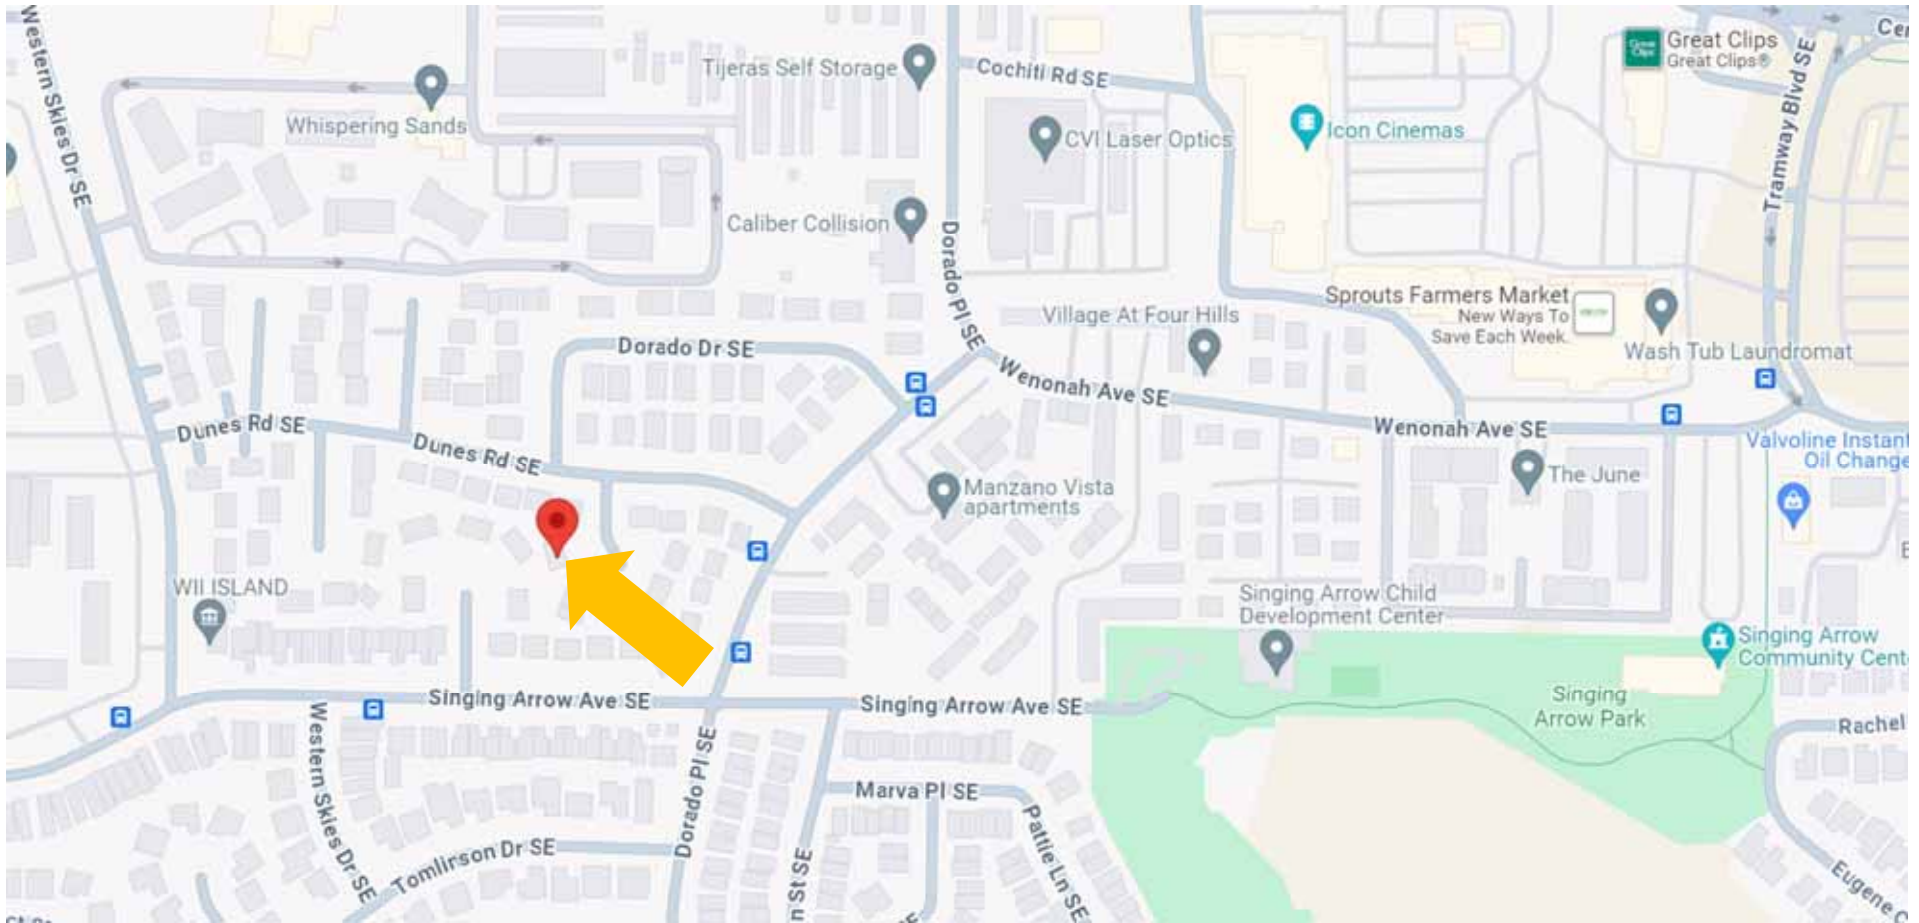 Western Skies Dr SE
Whispering Sands
Tijeras Self Storage
Cochiti Rd SE
CVI Laser Optics
Icon Cinemas
Great Clips
Great Clips®
Tramway Blvd SE
Caliber Collision
Dorado Pl SE
Village At Four Hills
Sprouts Farmers Market
New Ways To
Save Each Week.
Wash Tub Laundromat
Dorado Dr SE
Wenonah Ave SE
Wenonah Ave SE
Dunes Rd SE
Dunes Rd SE
Valvoline Instant
Oil Change
The June
Manzano Vista
apartments
WII ISLAND
Singing Arrow Child
Development Center
Singing Arrow
Community Cent
Singing Arrow Ave SE
Singing Arrow Ave SE
Singing
Arrow Park
Rachel
Western Skies Dr SE
Dorado Pl SE
Marva Pl SE
Pattie Ln SE
Tomlinson Dr SE
n St SE
Eugene C